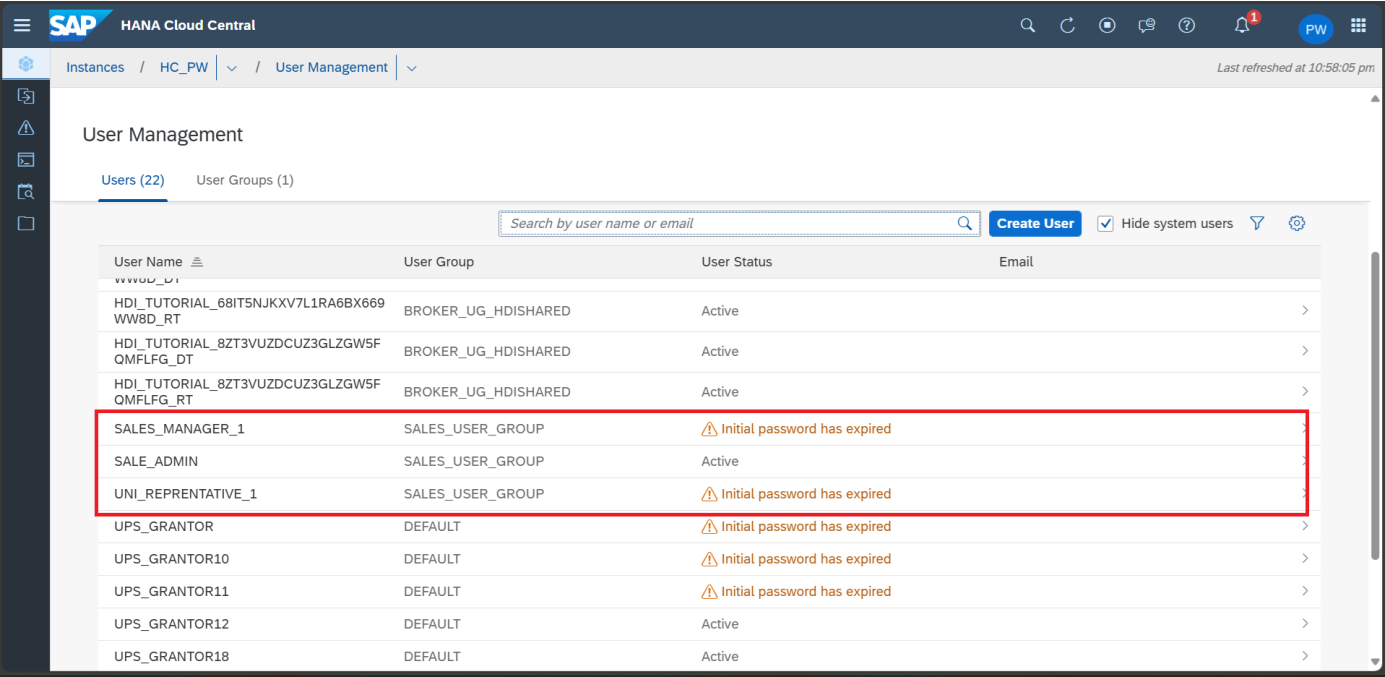 SAP HANA Cloud Central
1
PW
Instances / HC_PW / User Management
Last refreshed at 10:58:05 pm
User Management
Users (22) User Groups (1)
Search by user name or email Create User Hide system users
User Name User Group User Status Email
WW8D_DT
HDI_TUTORIAL_68IT5NJKXV7L1RA6BX669
WW8D_RT BROKER_UG_HDISHARED Active
HDI_TUTORIAL_8ZT3VUZDCUZ3GLZGW5F
QMFLFG_DT BROKER_UG_HDISHARED Active
HDI_TUTORIAL_8ZT3VUZDCUZ3GLZGW5F
QMFLFG_RT BROKER_UG_HDISHARED Active
SALES_MANAGER_1 SALES_USER_GROUP Initial password has expired
SALE_ADMIN SALES_USER_GROUP Active
UNI_REPRENTATIVE_1 SALES_USER_GROUP Initial password has expired
UPS_GRANTOR DEFAULT Initial password has expired
UPS_GRANTOR10 DEFAULT Initial password has expired
UPS_GRANTOR11 DEFAULT Initial password has expired
UPS_GRANTOR12 DEFAULT Active
UPS_GRANTOR18 DEFAULT Active